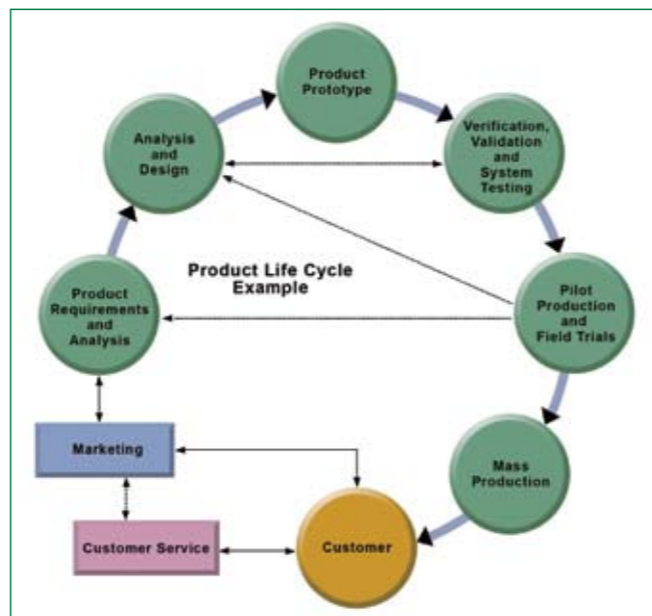 Product
Prototype
Analysis
and
Design
Verification,
Validation
and
System
Testing
Product Life Cycle
Example
Product
Requirements
and
Analysis
Pilot
Production
and
Field Trials
Marketing
Mass
Production
Customer Service
Customer